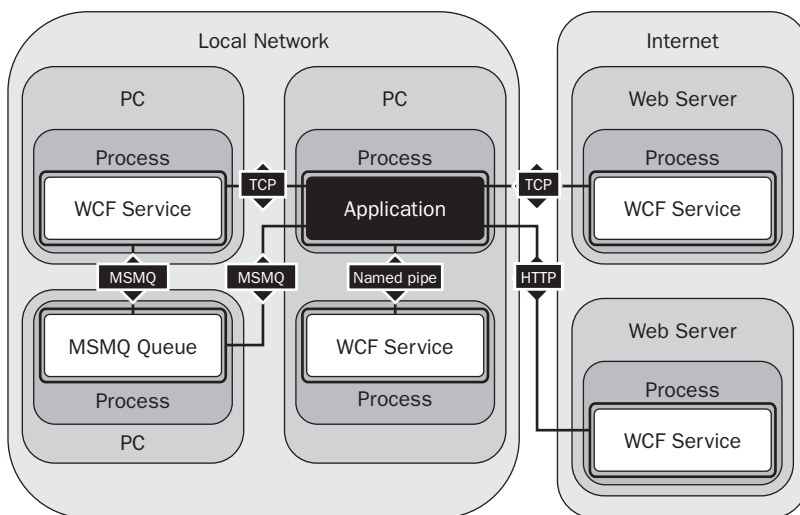 Local Network
Internet
PC
PC
Web Server
Process
Process
Process
TCP
TCP
WCF Service
Application
WCF Service
MSMQ
MSMQ
Named pipe
HTTP
MSMQ Queue
WCF Service
Web Server
Process
Process
Process
PC
WCF Service